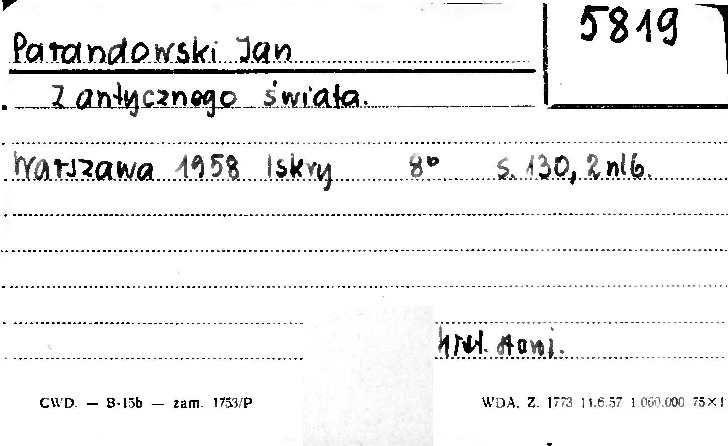 5819
Parandowski Jan
Z antycznego świata.
Warszawa 1958 Iskry 8° s. 130, 2 nlb.
CWD. — B-15b — zam. 1753/P
WDA. Z. 1773 11.6.57 1.000.000 75×1